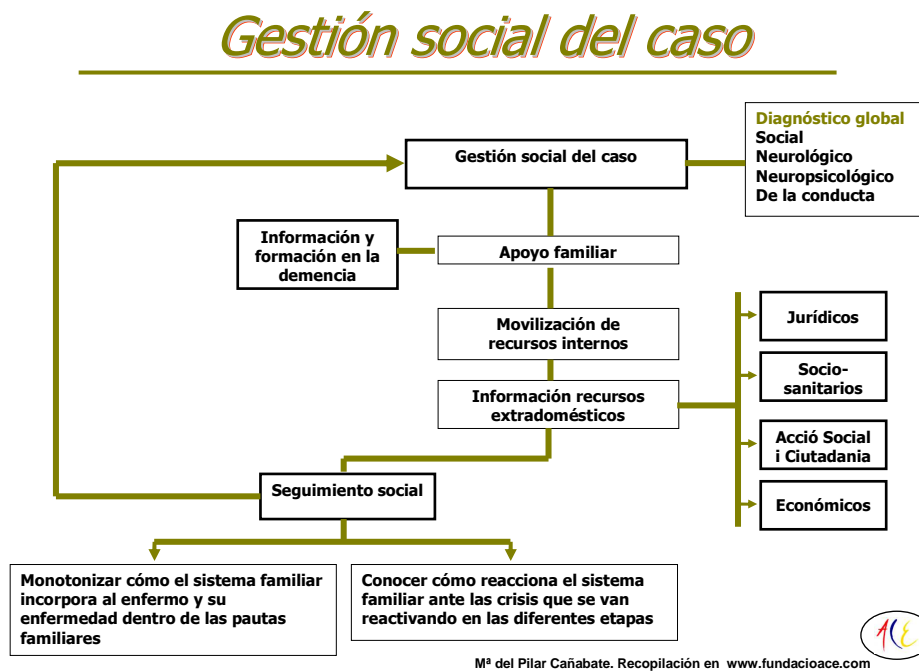 Gestión social del caso
Diagnóstico global
Social
Neurológico
Neuropsicológico
De la conducta
Gestión social del caso
Información y
formación en la
demencia
Apoyo familiar
Movilización de
recursos internos
Información recursos
extradomésticos
Jurídicos
Socio-
sanitarios
Acció Social
i Ciutadania
Económicos
Seguimiento social
Monotonizar cómo el sistema familiar
incorpora al enfermo y su
enfermedad dentro de las pautas
familiares
Conocer cómo reacciona el sistema
familiar ante las crisis que se van
reactivando en las diferentes etapas
ACE
Mª del Pilar Cañabate. Recopilación en www.fundacioace.com